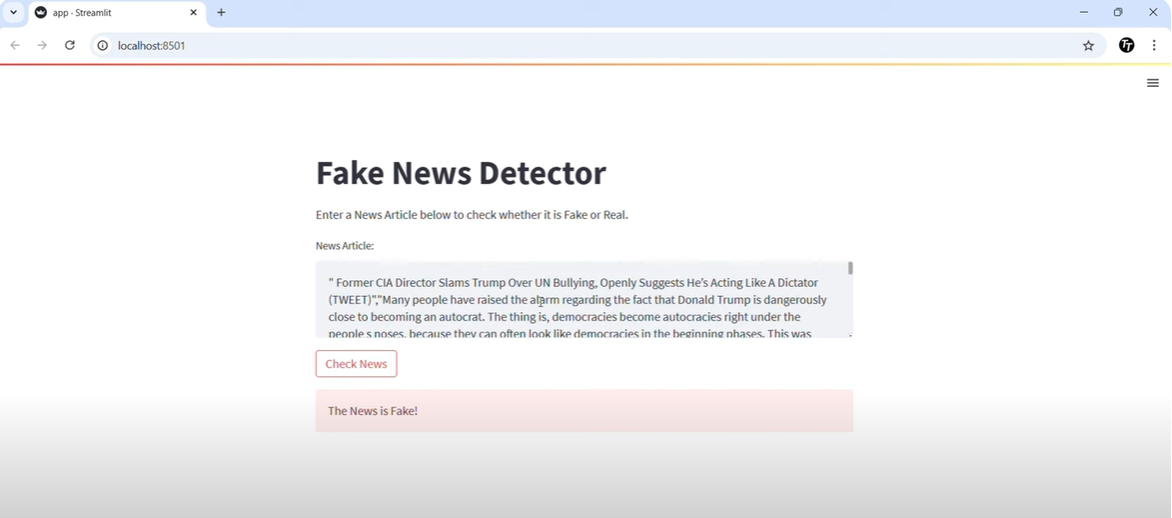 app · Streamlit
localhost:8501
Fake News Detector
Enter a News Article below to check whether it is Fake or Real.
News Article:
" Former CIA Director Slams Trump Over UN Bullying, Openly Suggests He's Acting Like A Dictator
(TWEET)","Many people have raised the alarm regarding the fact that Donald Trump is dangerously
close to becoming an autocrat. The thing is, democracies become autocracies right under the
people s noses, because they can often look like democracies in the beginning phases. This was
Check News
The News is Fake!